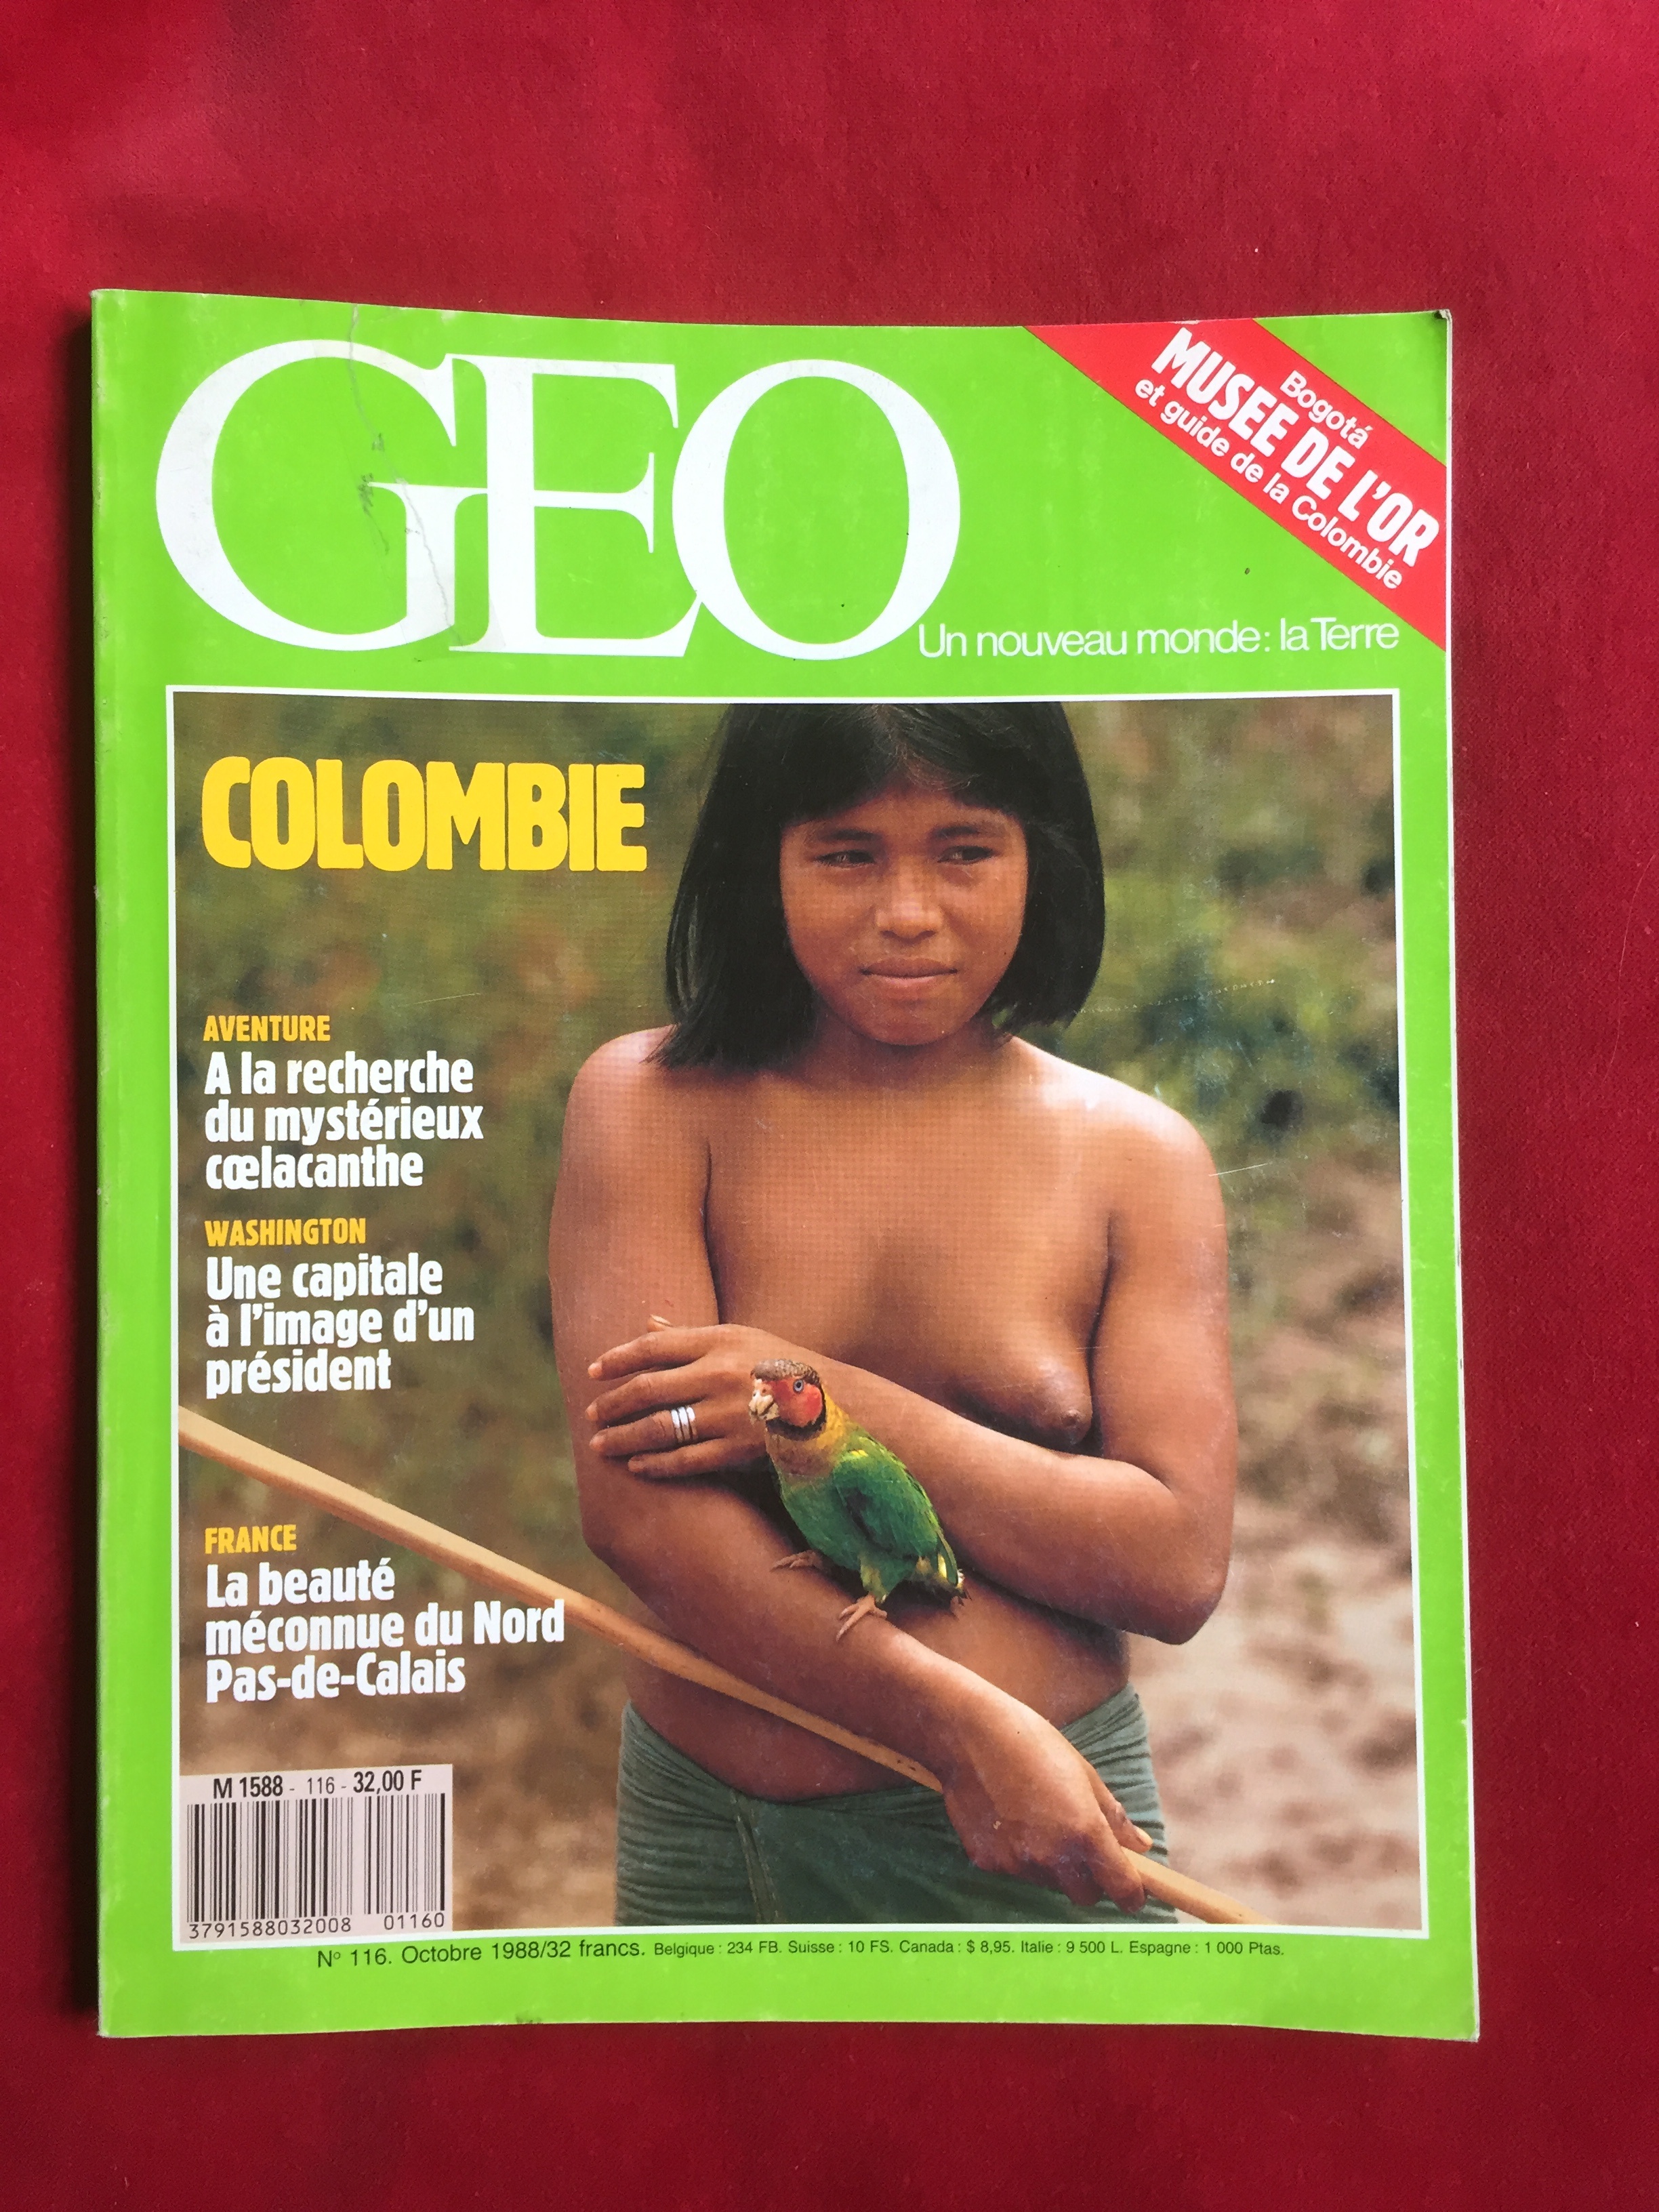 GEO
Bogotá
MUSEE DE L'OR
et guide de la Colombie
Un nouveau monde: la Terre
COLOMBIE
AVENTURE
A la recherche
du mystérieux
cœlacanthe
WASHINGTON
Une capitale
à l'image d'un
président
FRANCE
La beauté
méconnue du Nord
Pas-de-Calais
M 1588 - 116 - 32,00 F
3791588032008 01160
N° 116. Octobre 1988/32 francs. Belgique : 234 FB. Suisse : 10 FS. Canada : $ 8,95. Italie : 9 500 L. Espagne : 1 000 Ptas.